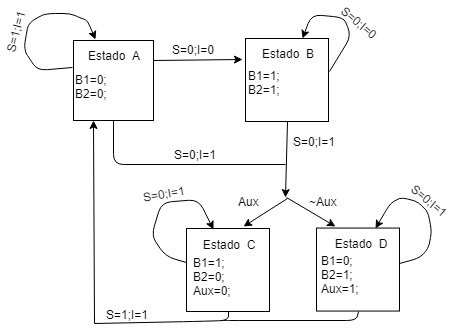 S=1;I=1
Estado A
B1=0;
B2=0;
S=0;I=0
Estado B
B1=1;
B2=1;
S=0;I=0
S=0;I=1
S=0;I=1
Aux
~Aux
S=0;I=1
Estado C
B1=1;
B2=0;
Aux=0;
Estado D
B1=0;
B2=1;
Aux=1;
S=0;I=1
S=1;I=1